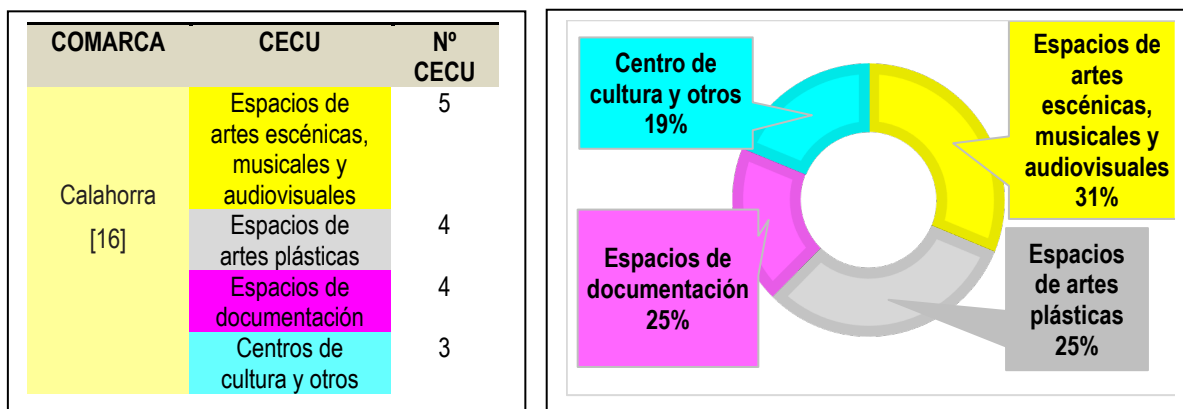 COMARCA CECU Nº
CECU
Calahorra
[16]
Espacios de
artes escénicas,
musicales y
audiovisuales
5
Espacios de
artes plásticas
4
Espacios de
documentación
4
Centros de
cultura y otros
3
Centro de
cultura y otros
19%
Espacios de
artes
escénicas,
musicales y
audiovisuales
31%
Espacios de
documentación
25%
Espacios
de artes
plásticas
25%